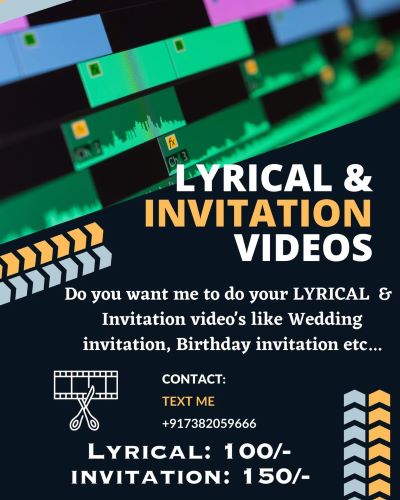 LYRICAL &
INVITATION
VIDEOS
Do you want me to do your LYRICAL &
Invitation video's like Wedding
invitation, Birthday invitation etc...
CONTACT:
TEXT ME
+917382059666
LYRICAL: 100/-
INVITATION: 150/-